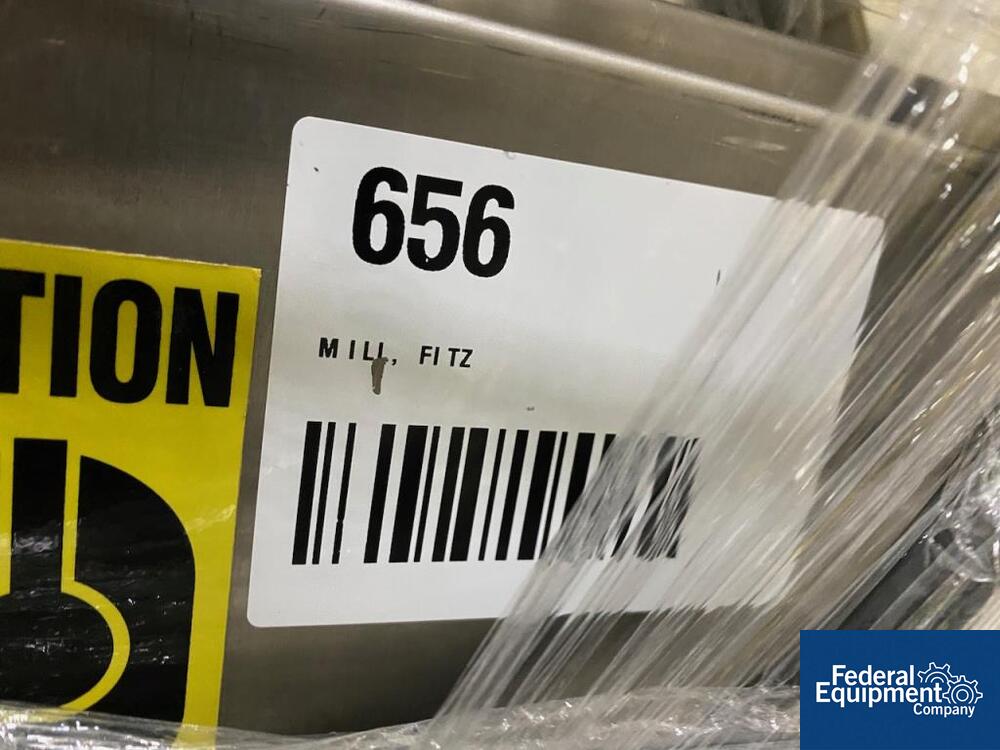 656
MILL, FITZ
TION
Federal
Equipment
Company